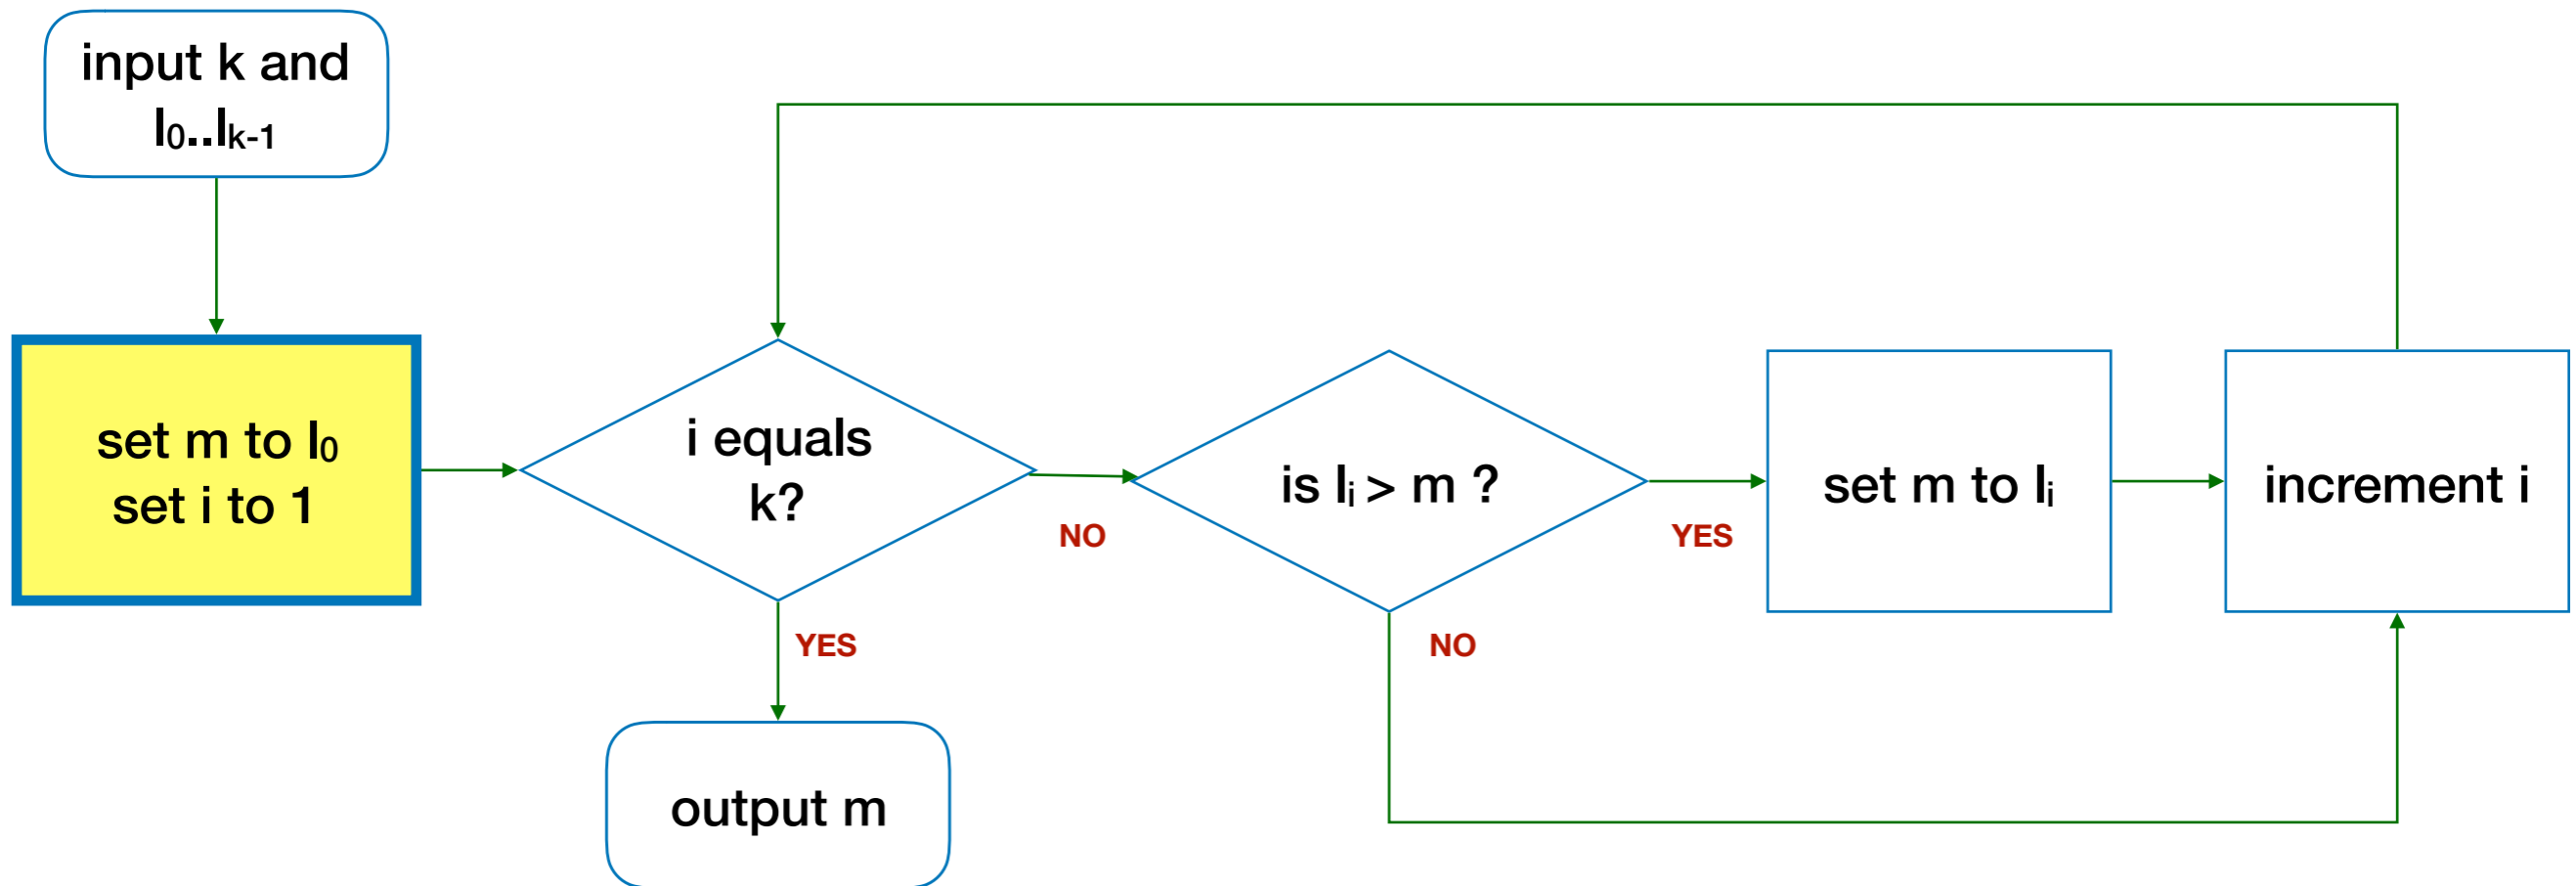 input k and
l₀..lₖ₋₁
set m to l₀
set i to 1
i equals
k?
NO
YES
is lᵢ > m ?
YES
NO
set m to lᵢ
increment i
output m